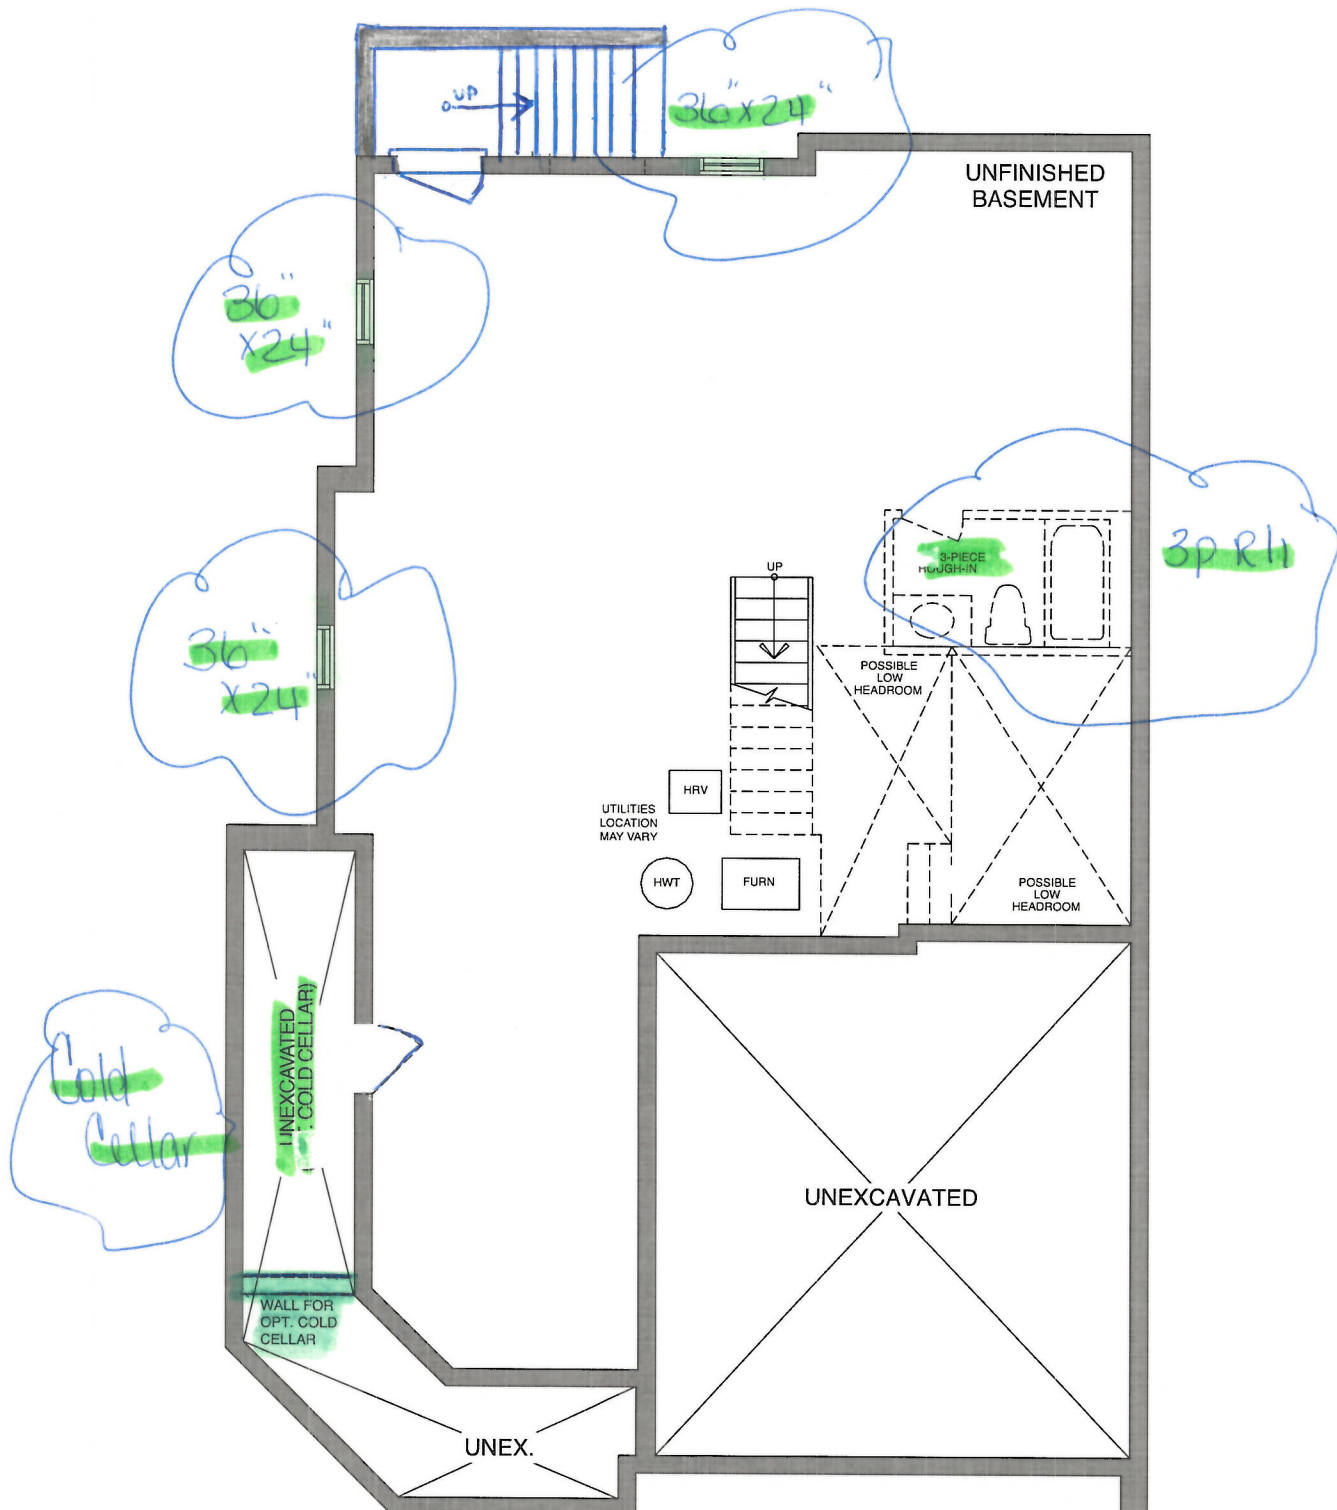 UP
36"x24"
UNFINISHED
BASEMENT
36"
x24"
3-PIECE
ROUGH-IN
3p R/I
UP
36"
x24"
POSSIBLE
LOW
HEADROOM
HRV
UTILITIES
LOCATION
MAY VARY
HWT
FURN
POSSIBLE
LOW
HEADROOM
UNEXCAVATED
COLD CELLAR)
Cold
Cellar
UNEXCAVATED
WALL FOR
OPT. COLD
CELLAR
UNEX.